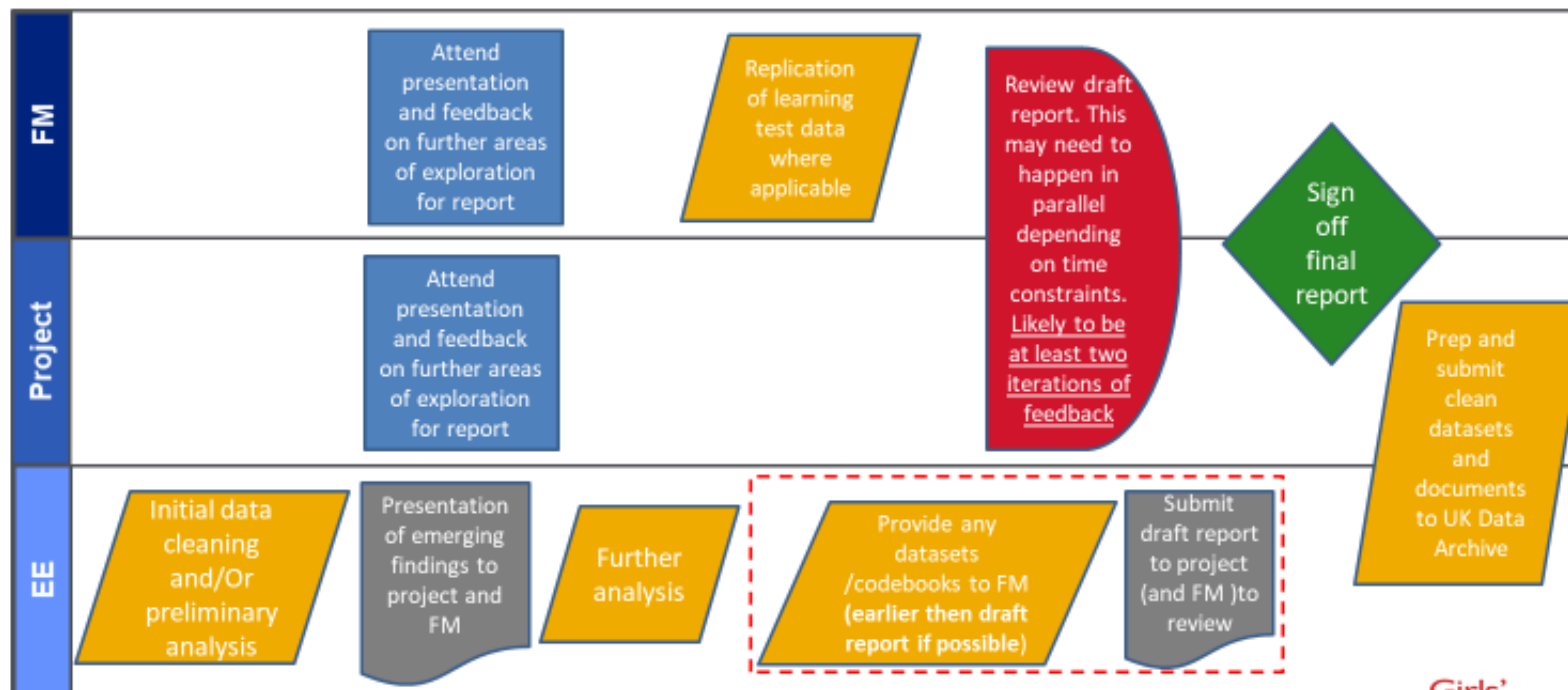 FM
Attend
presentation
and feedback
on further areas
of exploration
for report
Replication
of learning
test data
where
applicable
Review draft
report. This
may need to
happen in
parallel
depending
on time
constraints.
Likely to be
at least two
iterations of
feedback
Sign
off
final
report
Project
Attend
presentation
and feedback
on further areas
of exploration
for report
Prep and
submit
clean
datasets
and
documents
to UK Data
Archive
EE
Initial data
cleaning
and/Or
preliminary
analysis
Presentation
of emerging
findings to
project and
FM
Further
analysis
Provide any
datasets
/codebooks to FM
(earlier then draft
report if possible)
Submit
draft report
to project
(and FM )to
review
Girls'